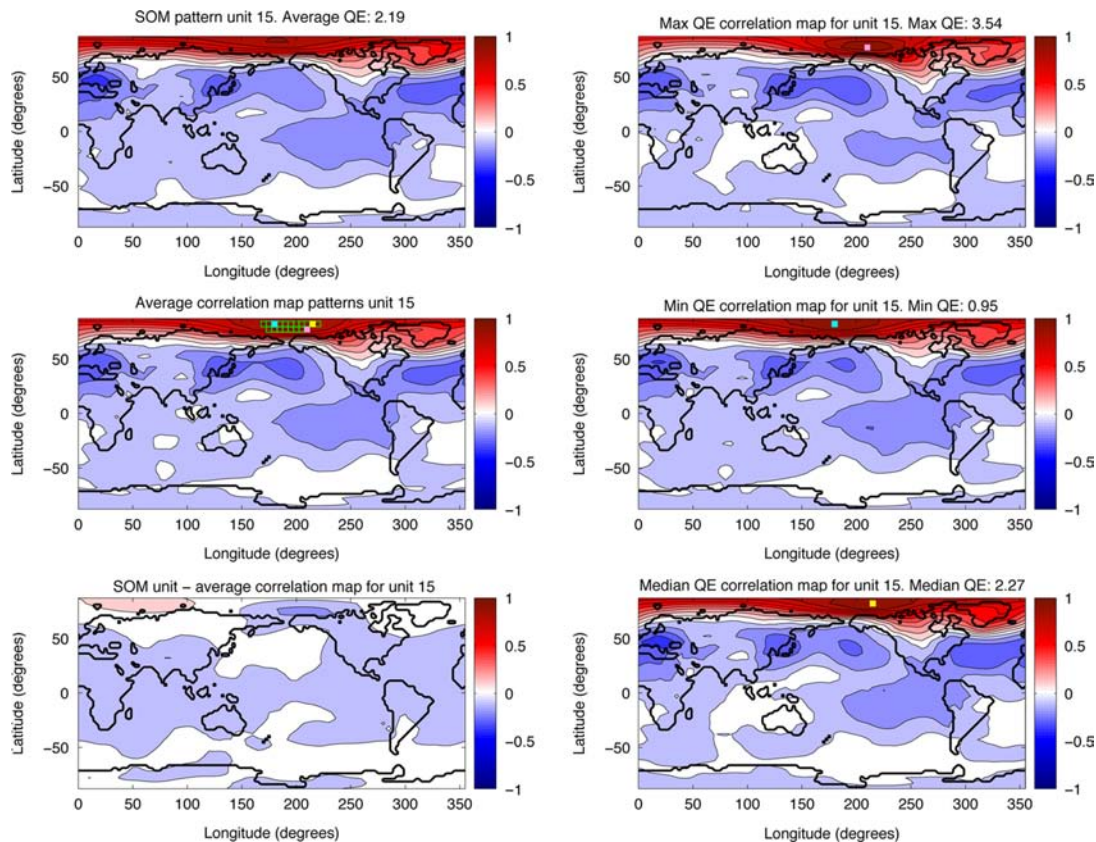 SOM pattern unit 15. Average QE: 2.19
Latitude (degrees)
50
0
−50
0 50 100 150 200 250 300 350
Longitude (degrees)
1
0.5
0
−0.5
−1
Max QE correlation map for unit 15. Max QE: 3.54
Latitude (degrees)
50
0
−50
0 50 100 150 200 250 300 350
Longitude (degrees)
1
0.5
0
−0.5
−1
Average correlation map patterns unit 15
Latitude (degrees)
50
0
−50
0 50 100 150 200 250 300 350
Longitude (degrees)
1
0.5
0
−0.5
−1
Min QE correlation map for unit 15. Min QE: 0.95
Latitude (degrees)
50
0
−50
0 50 100 150 200 250 300 350
Longitude (degrees)
1
0.5
0
−0.5
−1
SOM unit − average correlation map for unit 15
Latitude (degrees)
50
0
−50
0 50 100 150 200 250 300 350
Longitude (degrees)
1
0.5
0
−0.5
−1
Median QE correlation map for unit 15. Median QE: 2.27
Latitude (degrees)
50
0
−50
0 50 100 150 200 250 300 350
Longitude (degrees)
1
0.5
0
−0.5
−1